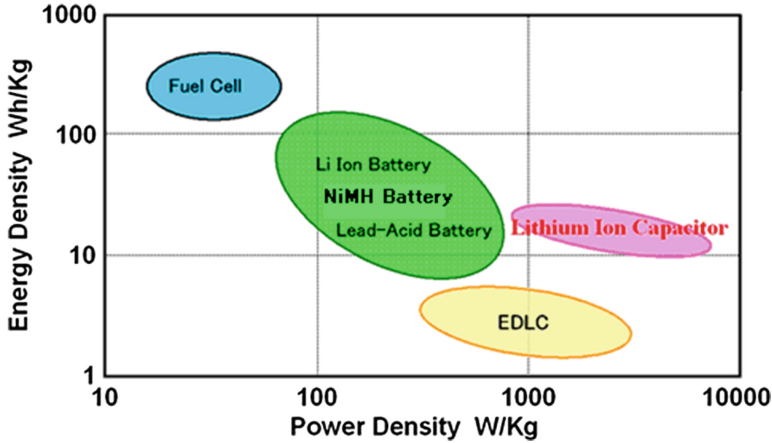 1000
Energy Density Wh/Kg
Fuel Cell
100
Li Ion Battery
NiMH Battery
Lead-Acid Battery
Lithium Ion Capacitor
10
EDLC
1
10 100 1000 10000
Power Density W/Kg